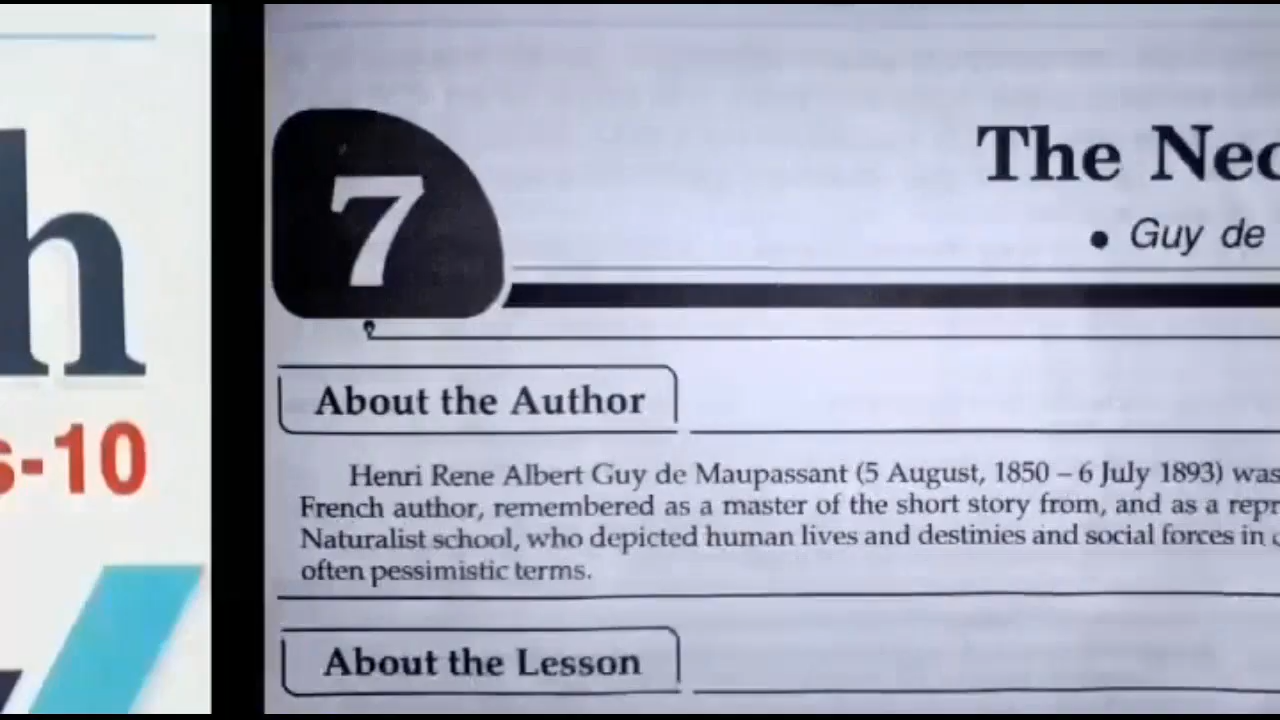 h
s-10
7
The Nec
• Guy de
About the Author
Henri Rene Albert Guy de Maupassant (5 August, 1850 – 6 July 1893) was
French author, remembered as a master of the short story from, and as a repr
Naturalist school, who depicted human lives and destinies and social forces in
often pessimistic terms.
About the Lesson